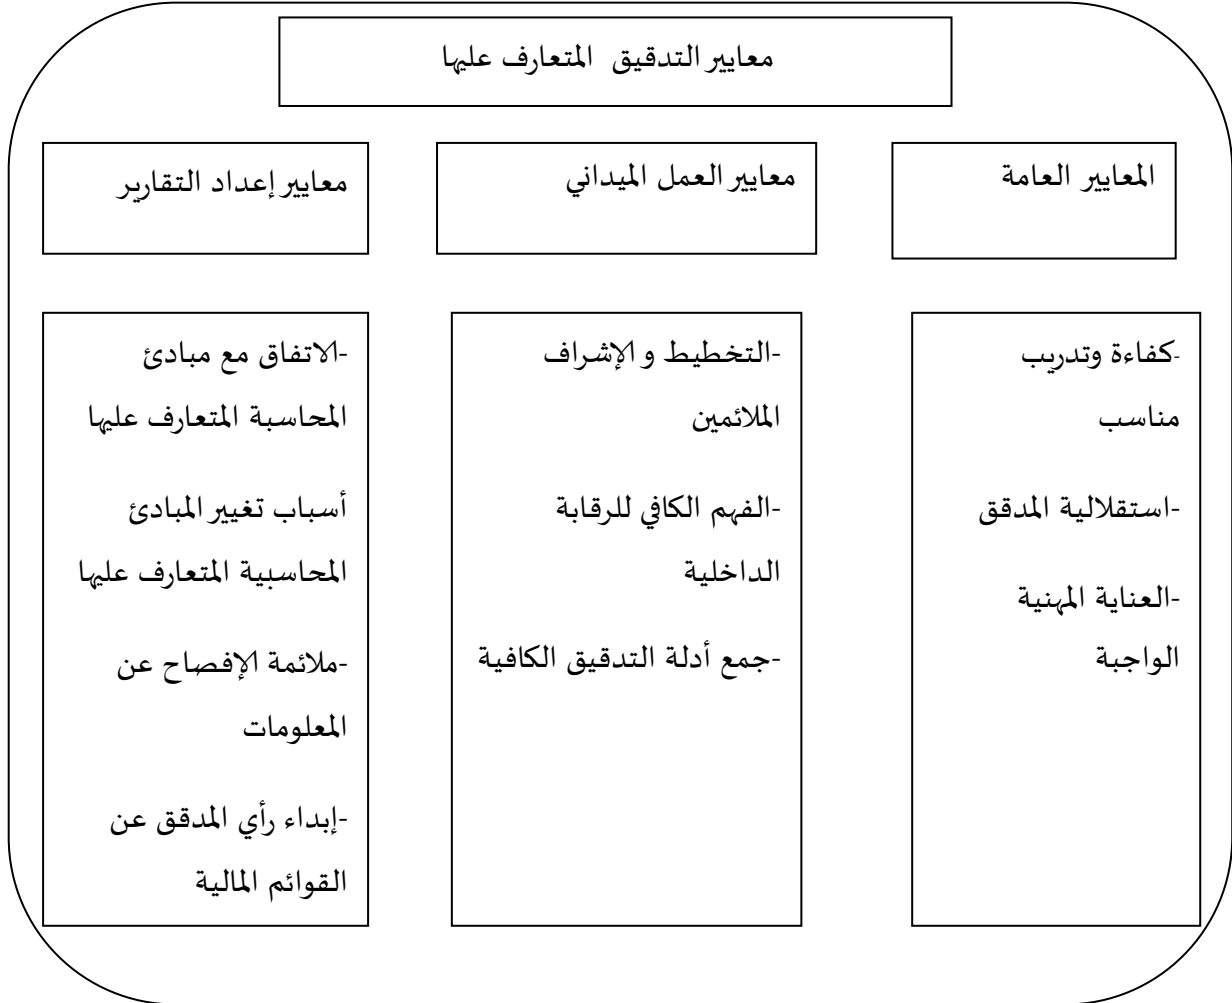 معايير التدقيق المتعارف عليها
المعايير العامة
معايير العمل الميداني
معايير إعداد التقارير
-كفاءة وتدريب
مناسب
-استقلالية المدقق
-العناية المهنية
الواجبة
-التخطيط و الإشراف
الملائمين
-الفهم الكافي للرقابة
الداخلية
-جمع أدلة التدقيق الكافية
-الاتفاق مع مبادئ
المحاسبة المتعارف عليها
أسباب تغيير المبادئ
المحاسبية المتعارف عليها
-ملائمة الإفصاح عن
المعلومات
-إبداء رأي المدقق عن
القوائم المالية